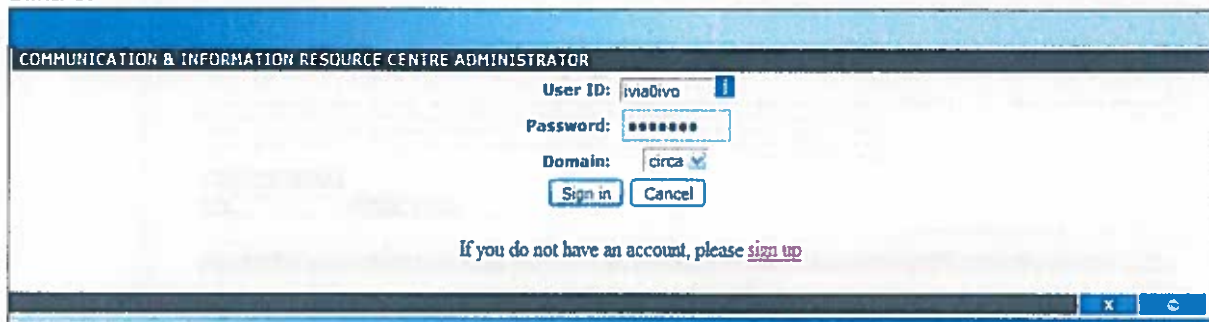 COMMUNICATION & INFORMATION RESOURCE CENTRE ADMINISTRATOR
User ID: ivia0ivo i
Password: •••••••
Domain: circa
Sign in Cancel
If you do not have an account, please sign up
X